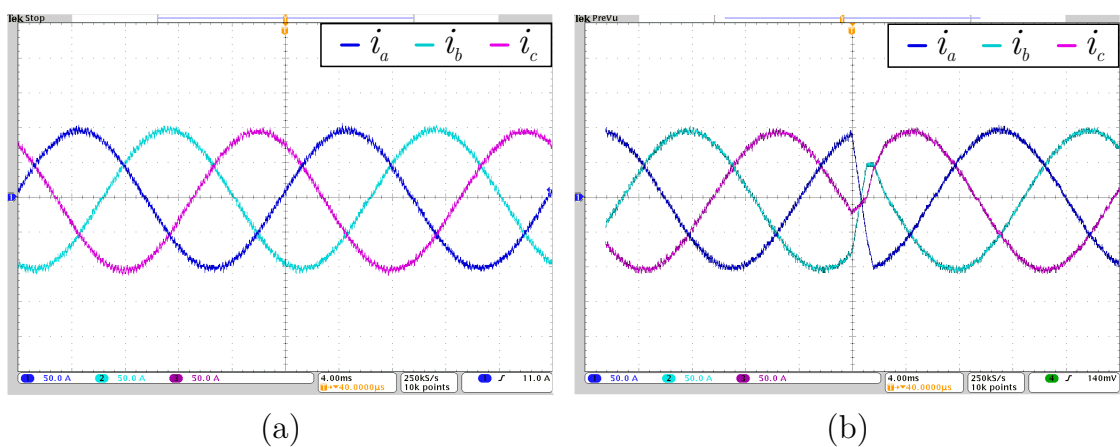 Tek Stop
i_a i_b i_c
1 50.0 A 2 50.0 A 3 50.0 A
4.00ms
T→▼40.0000μs
250kS/s
10k points
1 ∫ 11.0 A
(a)
Tek PreVu
i_a i_b i_c
1 50.0 A 2 50.0 A 3 50.0 A
4.00ms
T→▼40.0000μs
250kS/s
10k points
4 ∫ 140mV
(b)